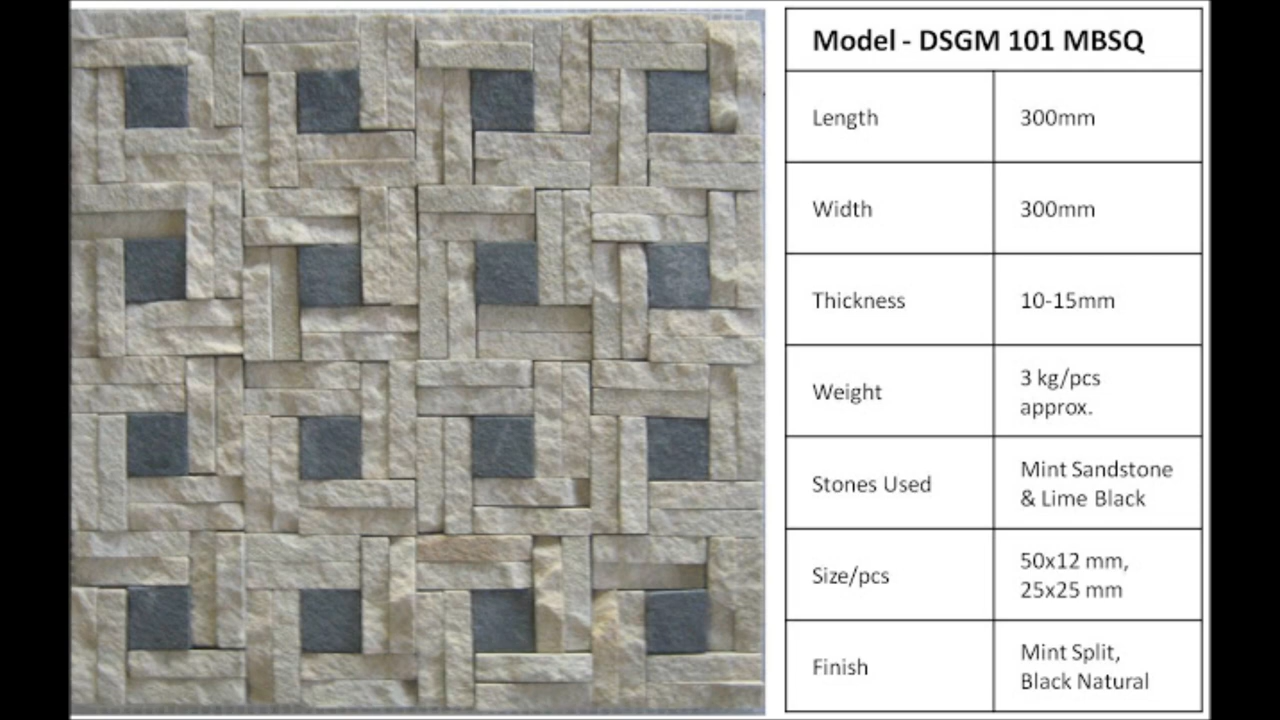 Model - DSGM 101 MBSQ
Length 300mm
Width 300mm
Thickness 10-15mm
Weight 3 kg/pcs
approx.
Stones Used Mint Sandstone
& Lime Black
Size/pcs 50x12 mm,
25x25 mm
Finish Mint Split,
Black Natural